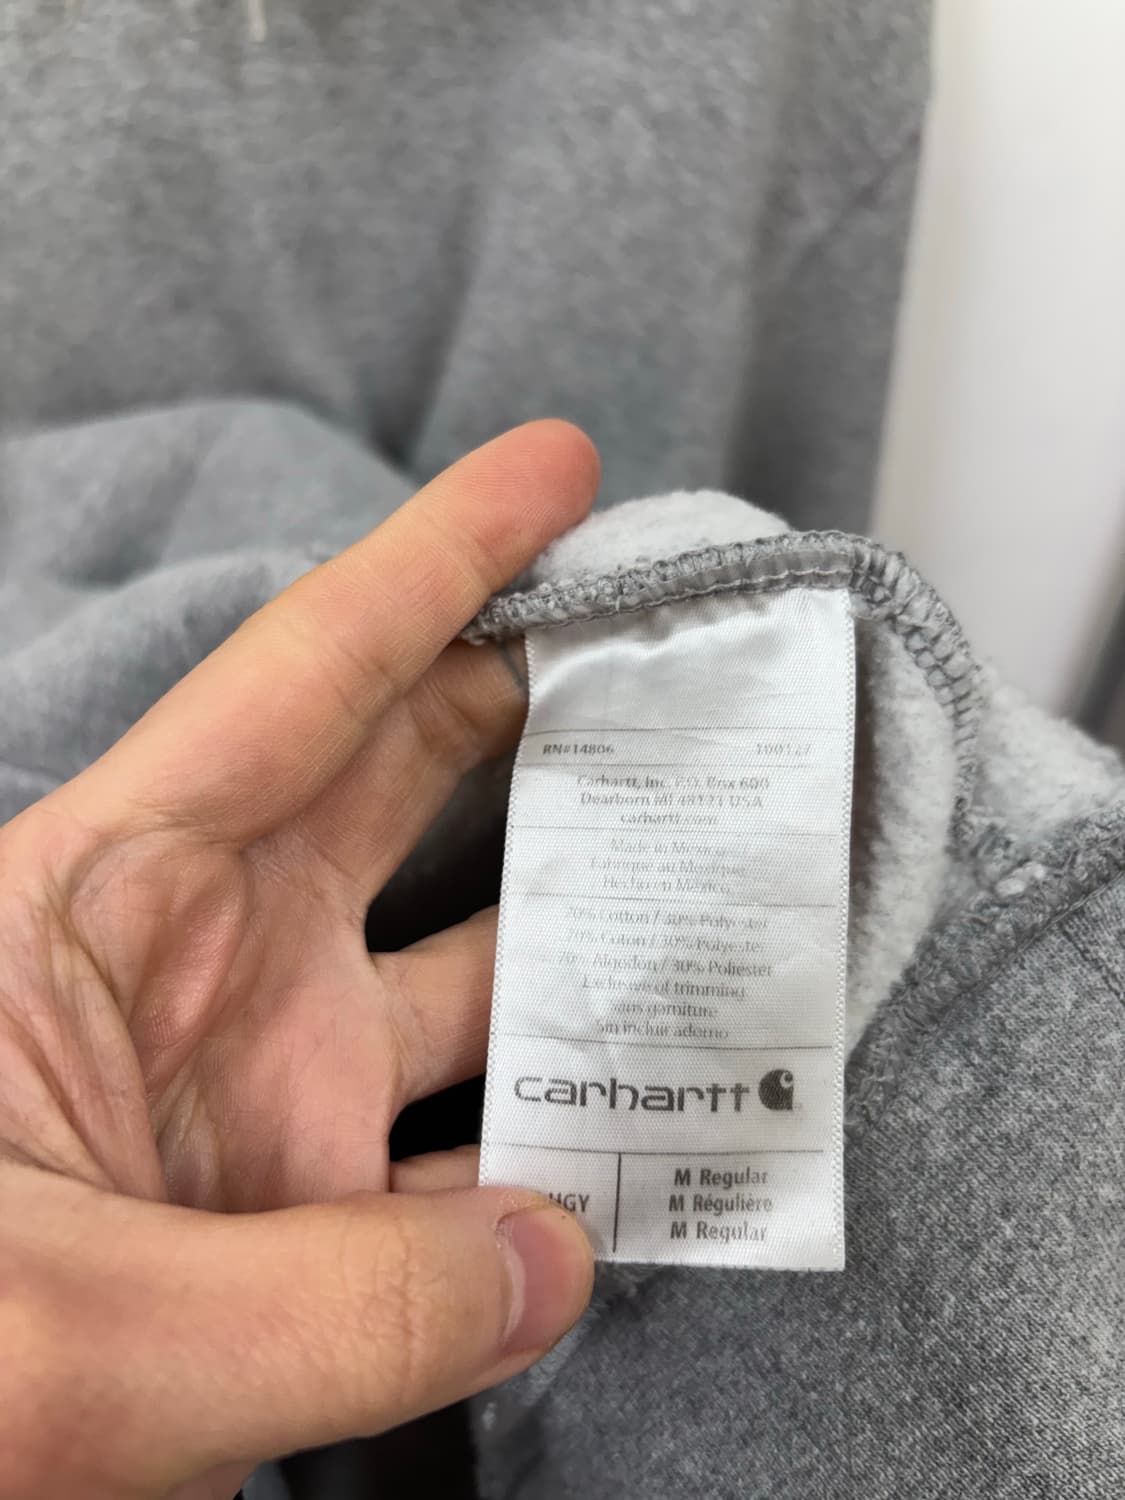 RN#14806 100127
Carhartt, Inc. P.O. Box 600
Dearborn MI 48121 USA
carhartt.com
Made in Mexico
Fabriqué au Mexique
Hecho en México
70% Cotton / 30% Polyester
70% Coton / 30% Polyester
70% Algodon / 30% Poliester
Exclusive of trimming
sans garniture
Sin incluir adorno
carhartt
HGY
M Regular
M Régulière
M Regular